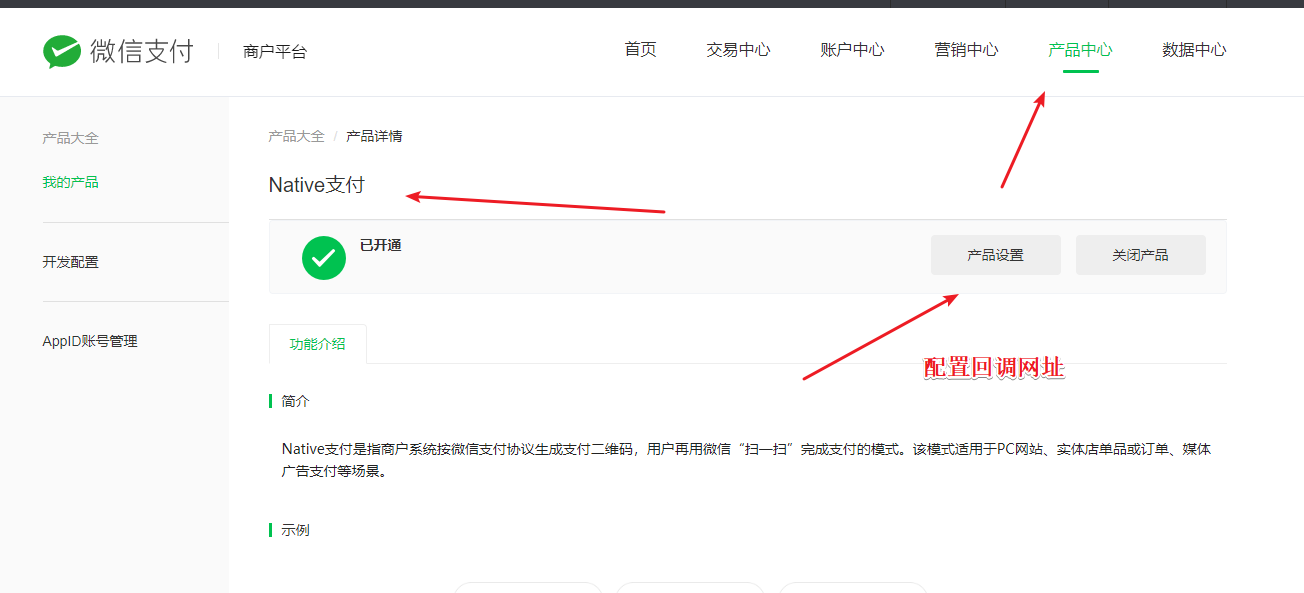 微信支付
商户平台
首页
交易中心
账户中心
营销中心
产品中心
数据中心
产品大全
我的产品
开发配置
AppID账号管理
产品大全 / 产品详情
Native支付
已开通
产品设置
关闭产品
配置回调网址
功能介绍
简介
Native支付是指商户系统按微信支付协议生成支付二维码，用户再用微信“扫一扫”完成支付的模式。该模式适用于PC网站、实体店单品或订单、媒体
广告支付等场景。
示例